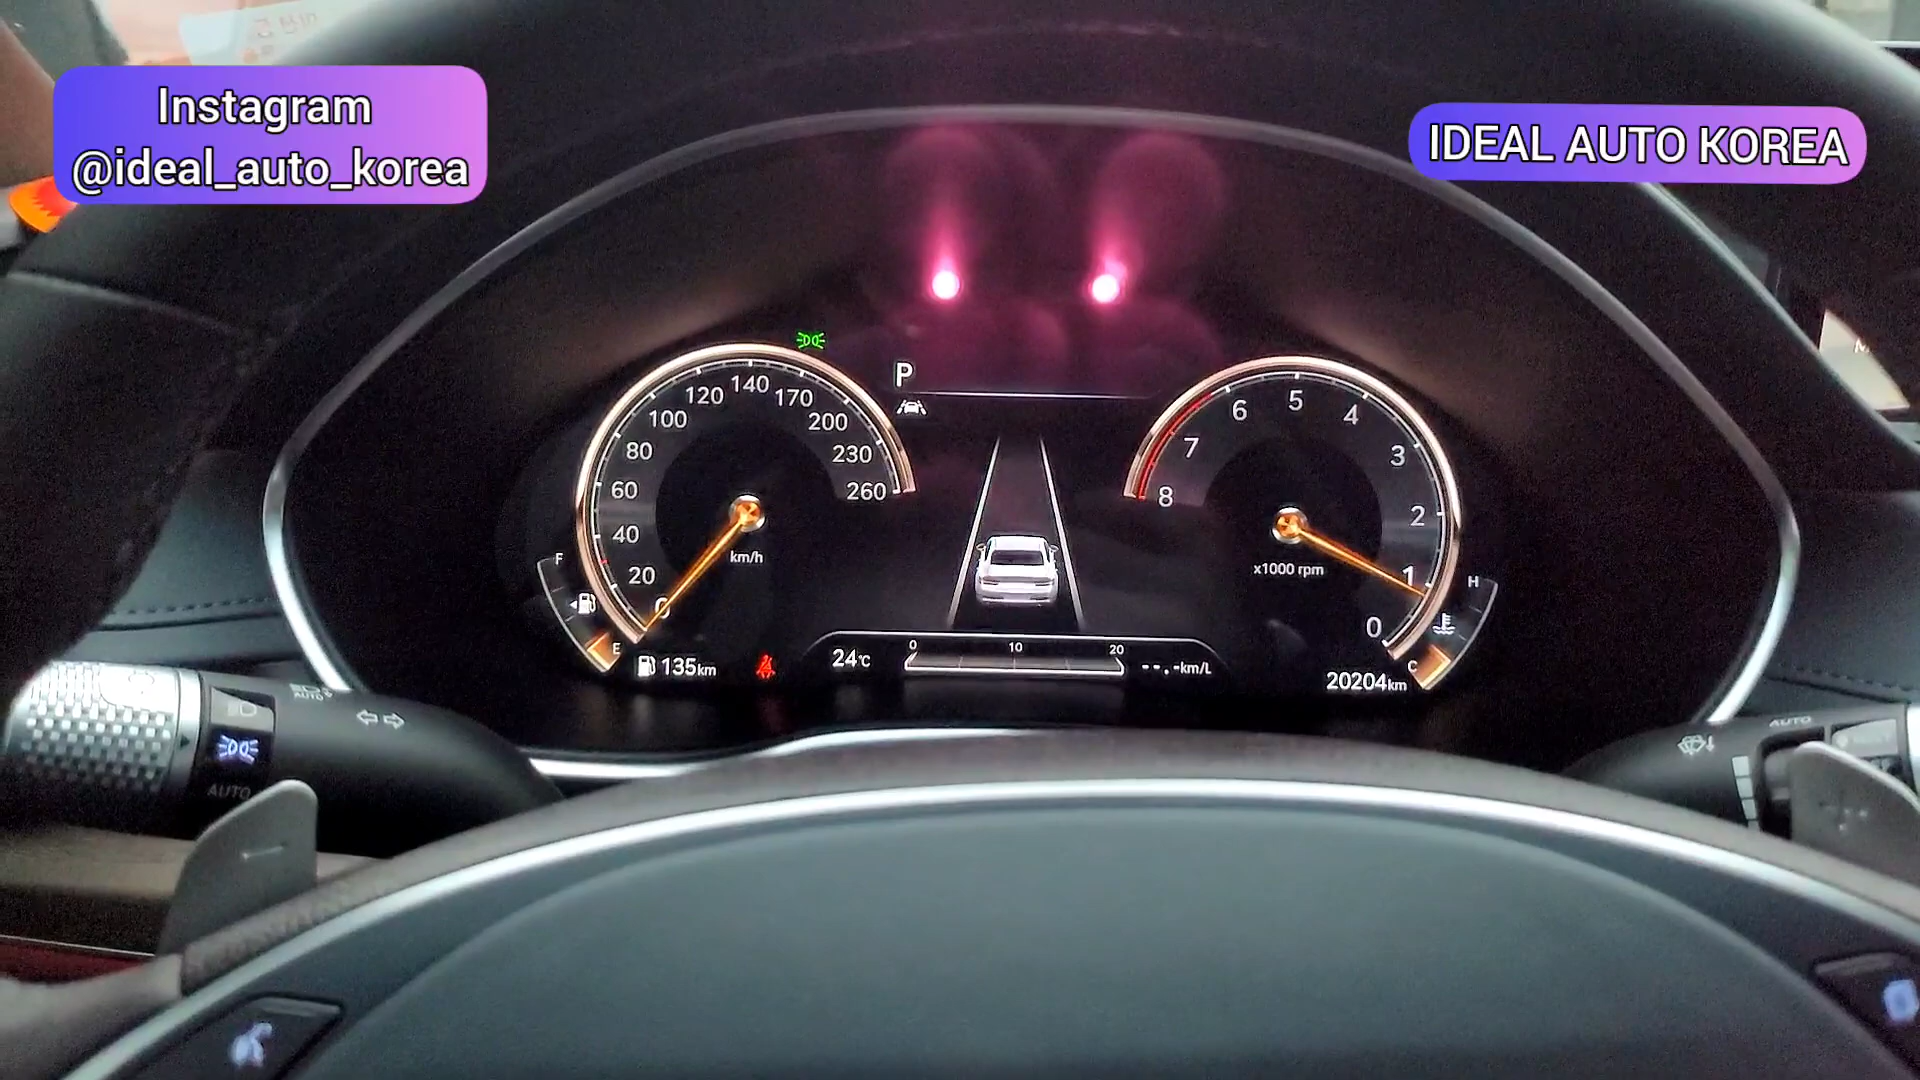 Instagram
@ideal_auto_korea
IDEAL AUTO KOREA
P
0
20
40
60
80
100
120
140
170
200
230
260
km/h
8
7
6
5
4
3
2
1
0
x1000 rpm
F
E
H
C
135km
24°C
0 10 20
--.-km/L
20204km
AUTO
AUTO
AUTO